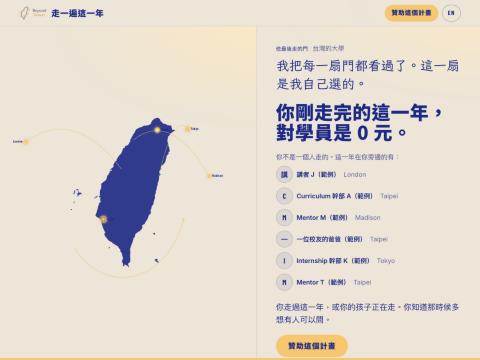 Beyond
Taiwan
走一遍這一年
贊助這個計畫
EN
London
Tokyo
Madison
他最後走的門 台灣的大學
我把每一扇門都看過了。這一扇
是我自己選的。
你剛走完的這一年，
對學員是 0 元。
你不是一個人走的。這一年在你旁邊的有：
講 講者 J（範例） London
C Curriculum 幹部 A（範例） Taipei
M Mentor M（範例） Madison
一 一位校友的爸爸（範例） Taipei
I Internship 幹部 K（範例） Tokyo
M Mentor T（範例） Taipei
你走過這一年，或你的孩子正在走。你知道那時候多
想有人可以問。
贊助這個計畫